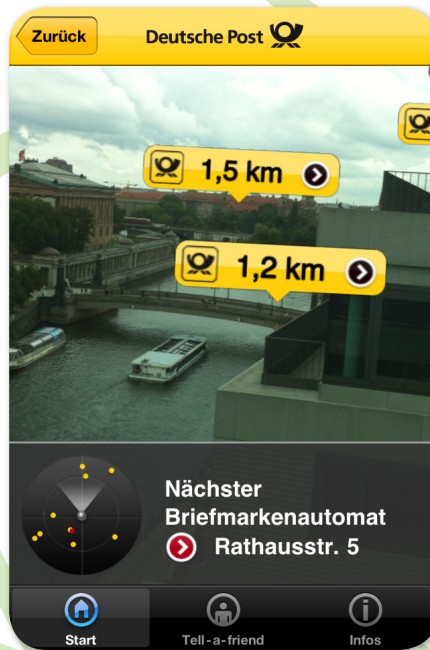 Zurück
Deutsche Post
1,5 km
1,2 km
Nächster
Briefmarkenautomat
Rathausstr. 5
Start
Tell-a-friend
Infos